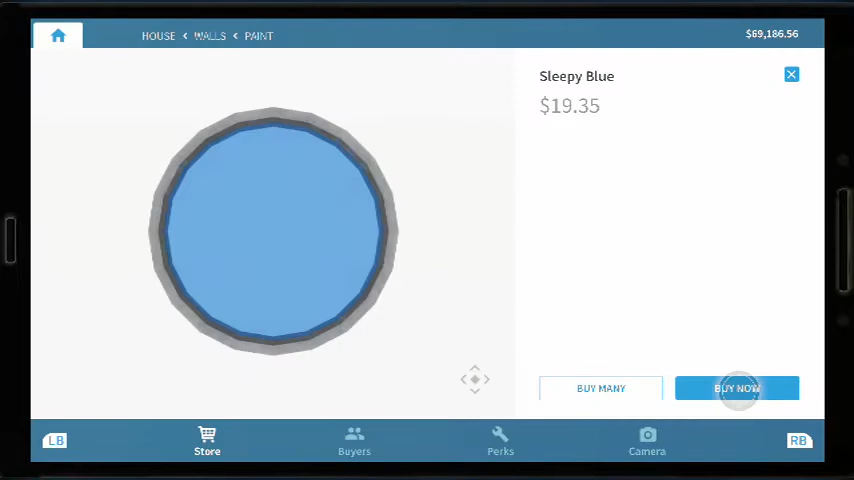 HOUSE < WALLS < PAINT
$69,186.56
Sleepy Blue
$19.35
BUY MANY
BUY NOW
LB
Store
Buyers
Perks
Camera
RB